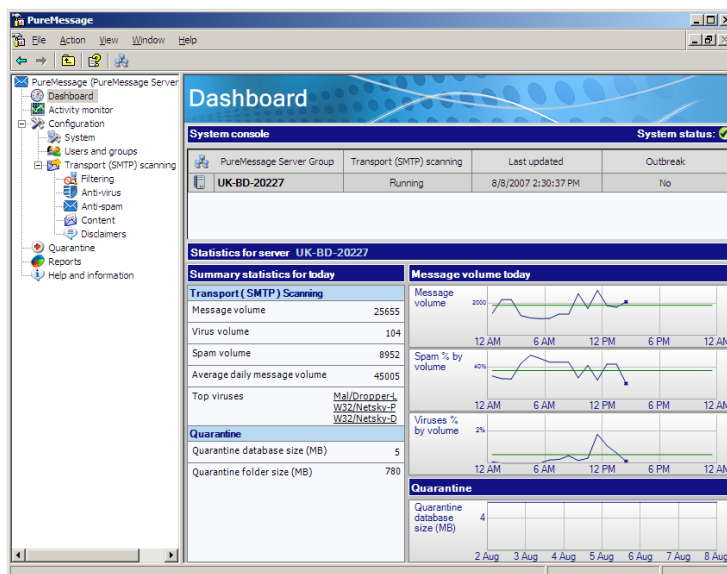 PureMessage
File Action View Window Help
PureMessage (PureMessage Server
Dashboard
Activity monitor
Configuration
System
Users and groups
Transport (SMTP) scanning
Filtering
Anti-virus
Anti-spam
Content
Disclaimers
Quarantine
Reports
Help and information
Dashboard
System console System status:
PureMessage Server Group Transport (SMTP) scanning Last updated Outbreak
UK-BD-20227 Running 8/8/2007 2:30:37 PM No
Statistics for server UK-BD-20227
Summary statistics for today
Transport ( SMTP ) Scanning
Message volume 25655
Virus volume 104
Spam volume 8952
Average daily message volume 45005
Top viruses Mal/Dropper-L
W32/Netsky-P
W32/Netsky-D
Quarantine
Quarantine database size (MB) 5
Quarantine folder size (MB) 780
Message volume today
Message
volume
2000
12 AM 6 AM 12 PM 6 PM 12 AM
Spam % by
volume
40%
12 AM 6 AM 12 PM 6 PM 12 AM
Viruses %
by volume
2%
12 AM 6 AM 12 PM 6 PM 12 AM
Quarantine
Quarantine
database
size (MB)
4
2 Aug 3 Aug 4 Aug 5 Aug 6 Aug 7 Aug 8 Aug